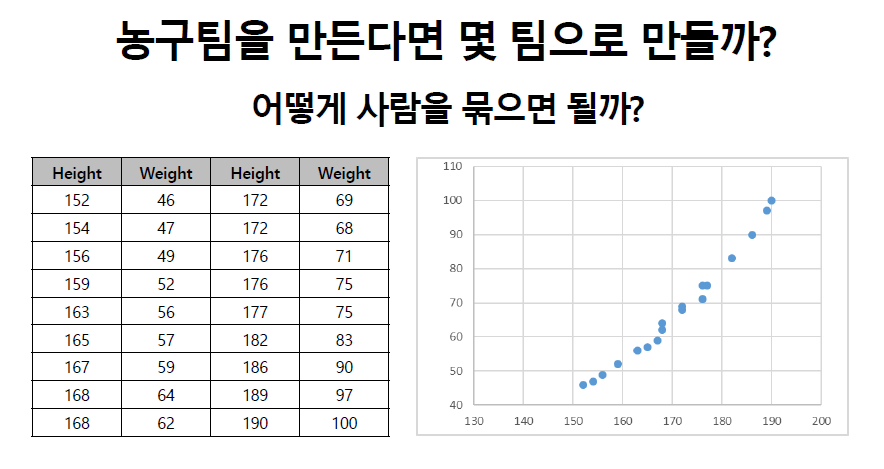 농구팀을 만든다면 몇 팀으로 만들까?
어떻게 사람을 묶으면 될까?
Height Weight Height Weight
152 46 172 69
154 47 172 68
156 49 176 71
159 52 176 75
163 56 177 75
165 57 182 83
167 59 186 90
168 64 189 97
168 62 190 100
110
100
90
80
70
60
50
40
130 140 150 160 170 180 190 200